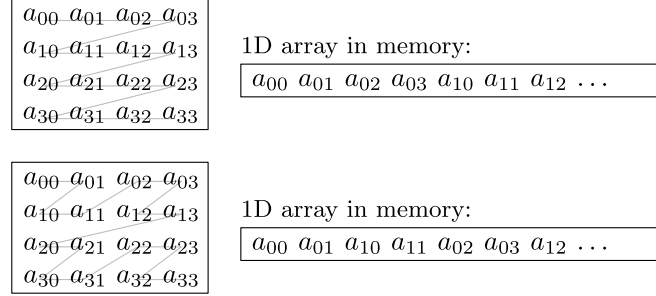 a₀₀ a₀₁ a₀₂ a₀₃
a₁₀ a₁₁ a₁₂ a₁₃
a₂₀ a₂₁ a₂₂ a₂₃
a₃₀ a₃₁ a₃₂ a₃₃
1D array in memory:
a₀₀ a₀₁ a₀₂ a₀₃ a₁₀ a₁₁ a₁₂ ...
a₀₀ a₀₁ a₀₂ a₀₃
a₁₀ a₁₁ a₁₂ a₁₃
a₂₀ a₂₁ a₂₂ a₂₃
a₃₀ a₃₁ a₃₂ a₃₃
1D array in memory:
a₀₀ a₀₁ a₁₀ a₁₁ a₀₂ a₀₃ a₁₂ ...